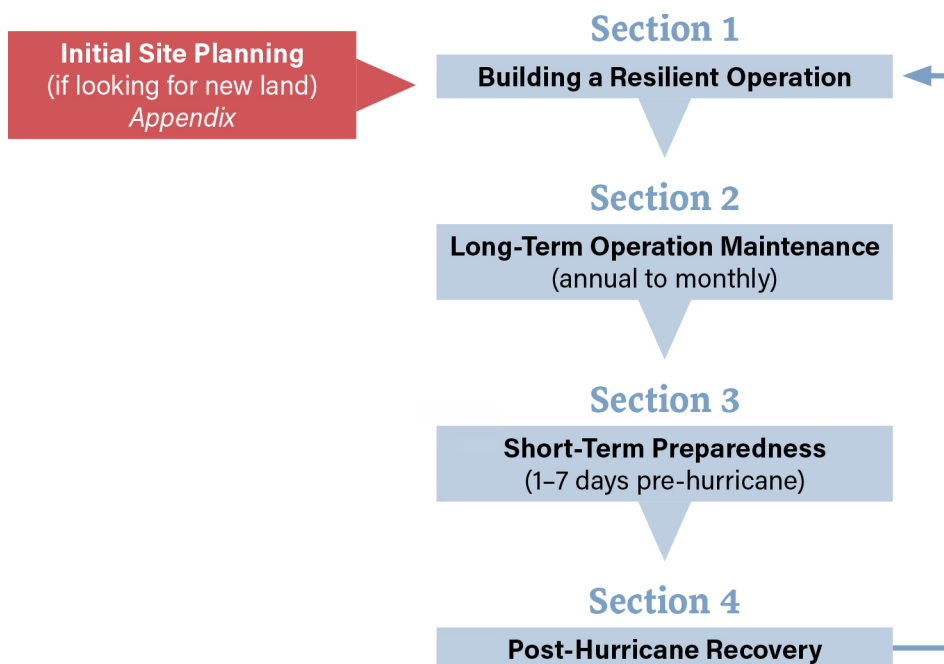 Initial Site Planning
(if looking for new land)
Appendix
Section 1
Building a Resilient Operation
Section 2
Long-Term Operation Maintenance
(annual to monthly)
Section 3
Short-Term Preparedness
(1–7 days pre-hurricane)
Section 4
Post-Hurricane Recovery